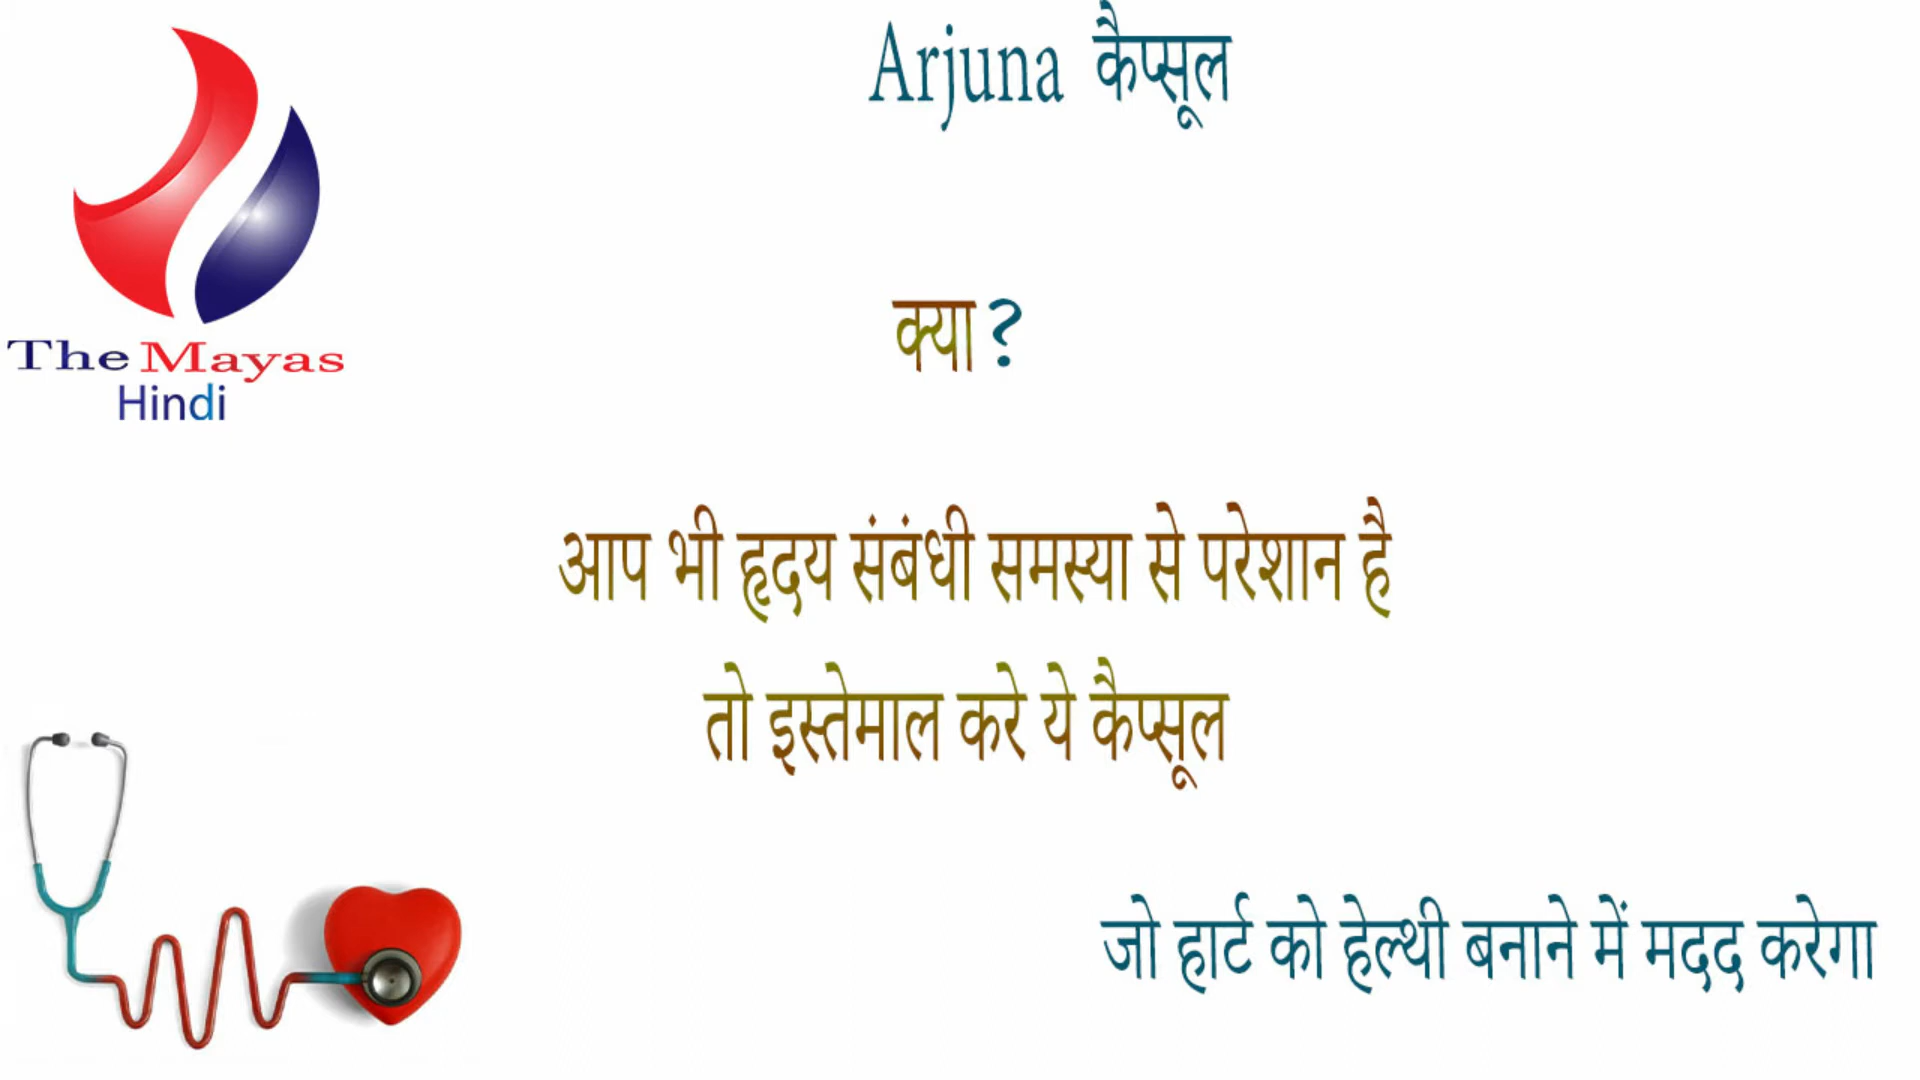 Arjuna कैप्सूल
The Mayas
Hindi
क्या ?
आप भी हृदय संबंधी समस्या से परेशान है
तो इस्तेमाल करे ये कैप्सूल
जो हार्ट को हेल्थी बनाने में मदद करेगा